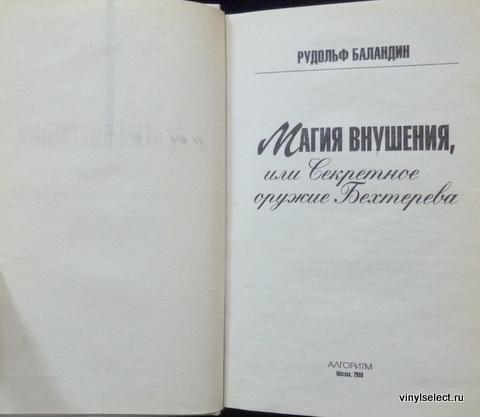 РУДОЛЬФ БАЛАНДИН
МАГИЯ ВНУШЕНИЯ,
или Секретное
оружие Бехтерева
АЛГОРИТМ
Москва, 2008
vinylselect.ru